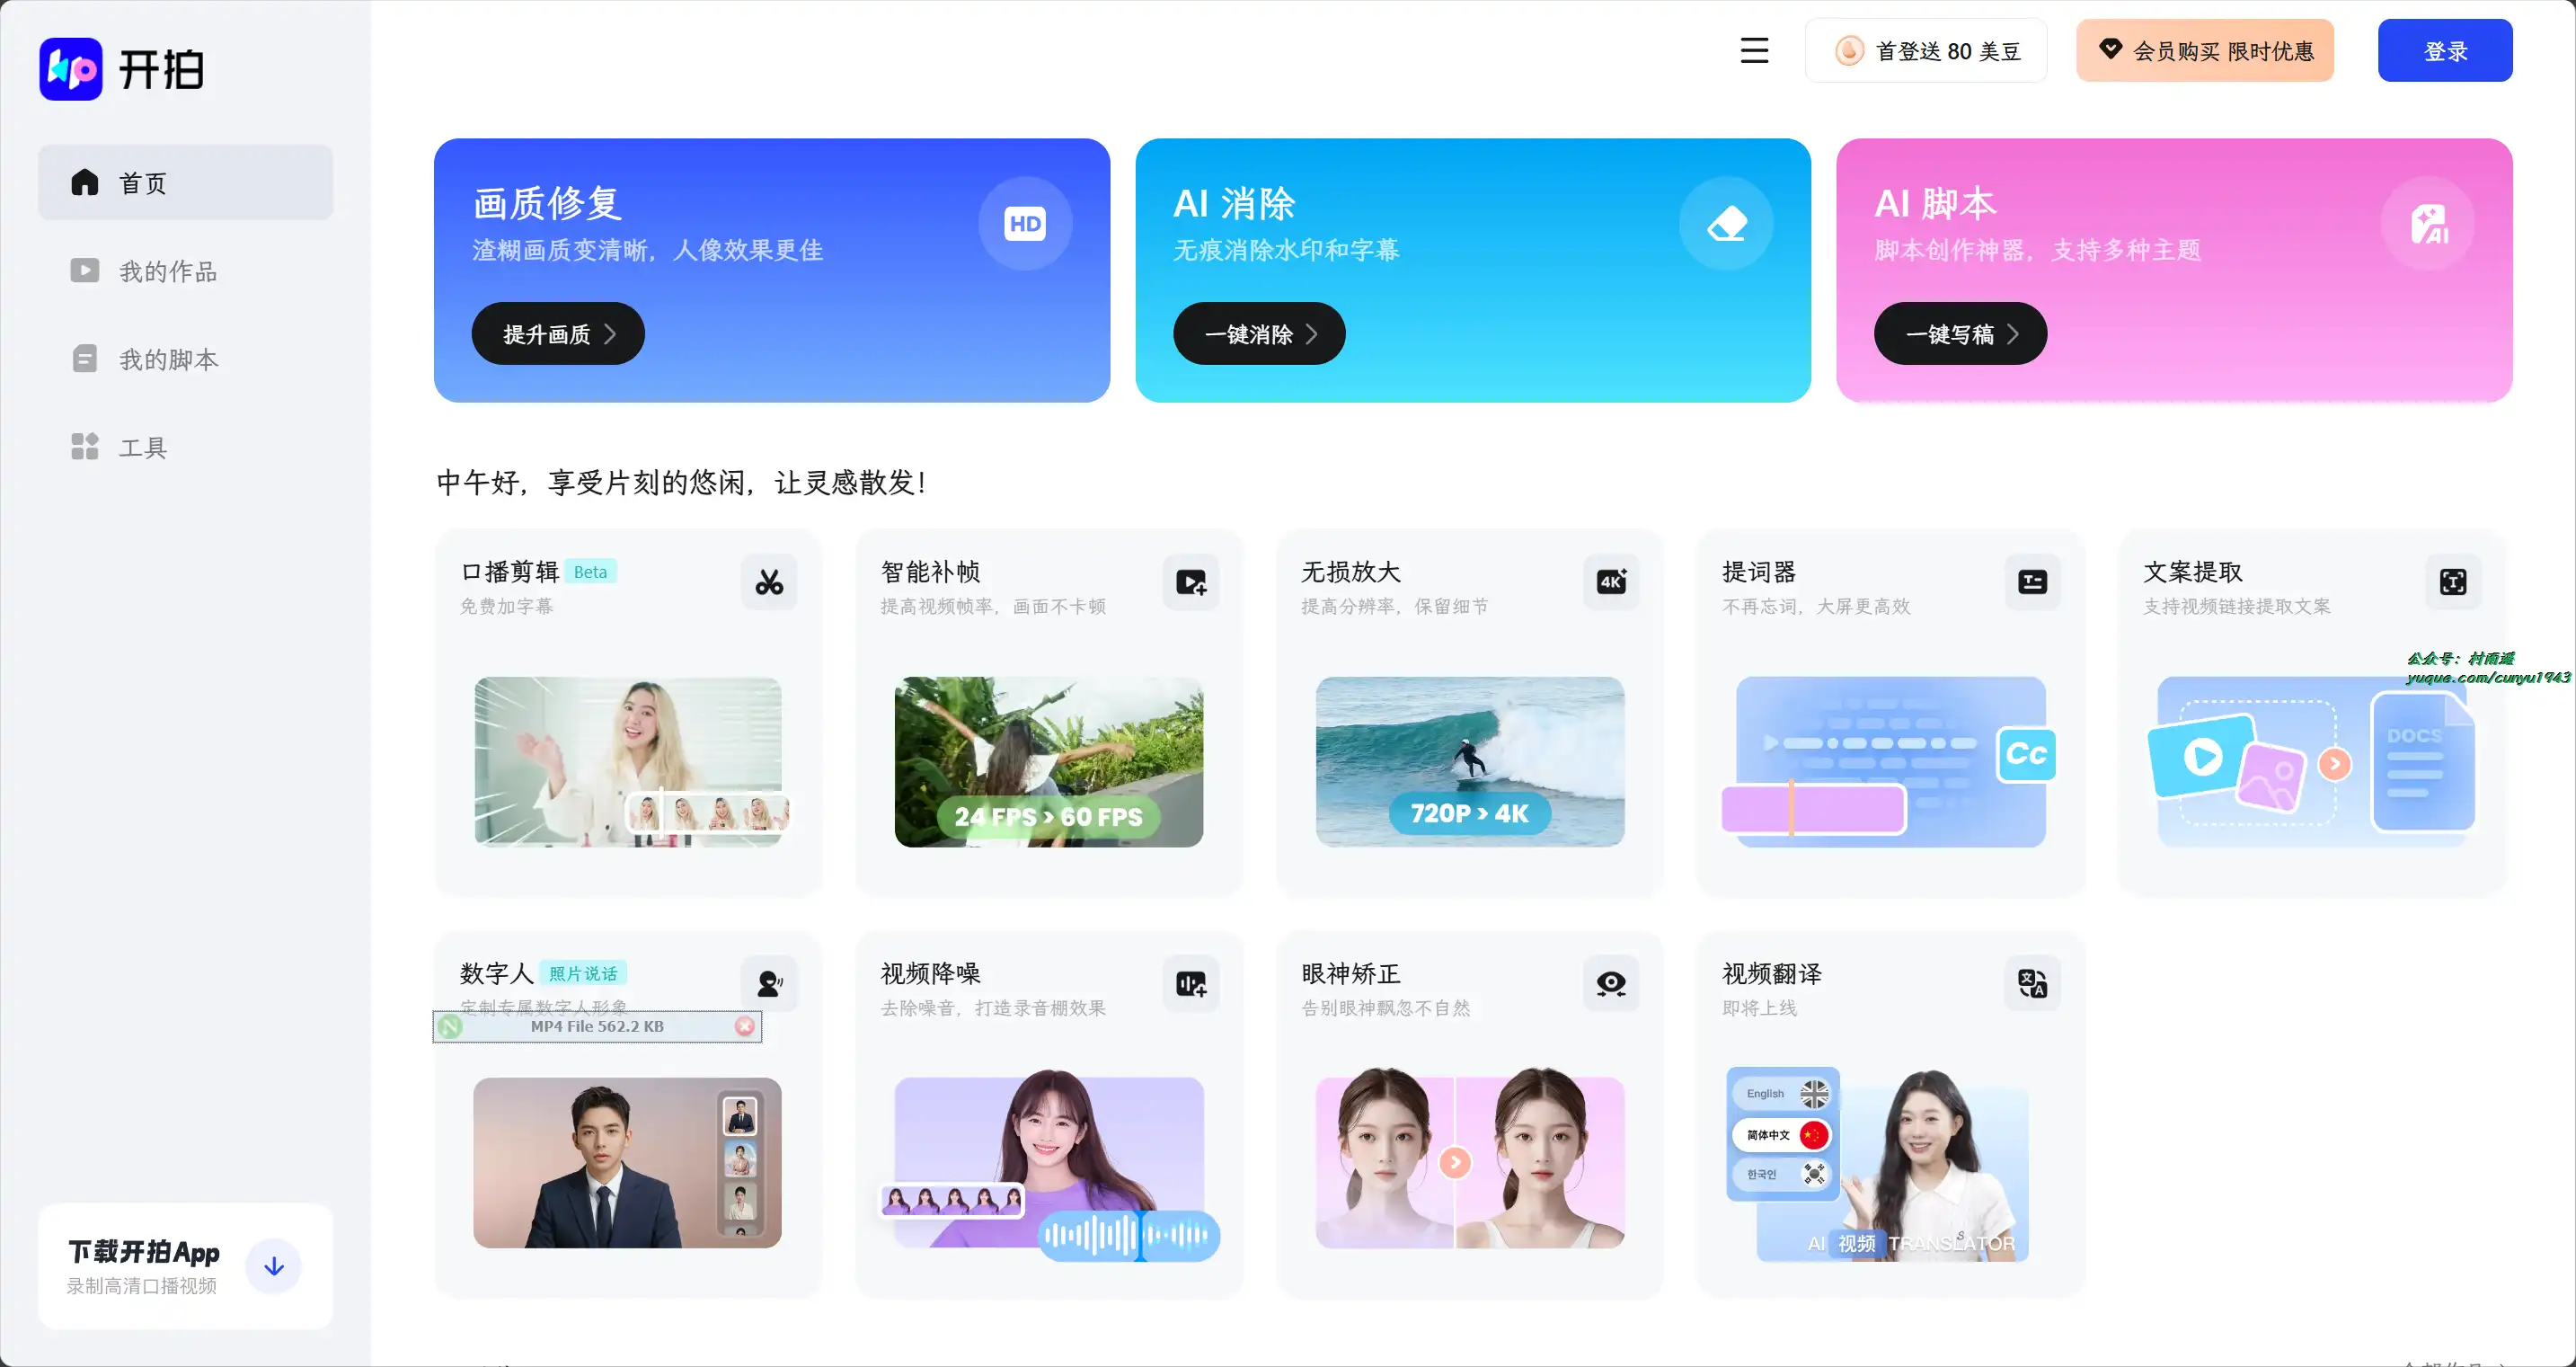 开拍
首登送 80 美豆
会员购买 限时优惠
登录
首页
我的作品
我的脚本
工具
画质修复
渣糊画质变清晰，人像效果更佳
HD
提升画质
AI 消除
无痕消除水印和字幕
一键消除
AI 脚本
脚本创作神器，支持多种主题
AI
一键写稿
中午好，享受片刻的悠闲，让灵感散发！
口播剪辑 Beta
免费加字幕
智能补帧
提高视频帧率，画面不卡顿
24 FPS > 60 FPS
无损放大
提高分辨率，保留细节
4K
720P > 4K
提词器
不再忘词，大屏更高效
Cc
文案提取
支持视频链接提取文案
公众号：村雨遥
yuque.com/cunyu1943
DOCS
数字人 照片说话
定制专属数字人形象
MP4 File 562.2 KB
视频降噪
去除噪音，打造录音棚效果
眼神矫正
告别眼神飘忽不自然
视频翻译
即将上线
English
简体中文
한국인
AI 视频 TRANSLATOR
下载开拍App
录制高清口播视频